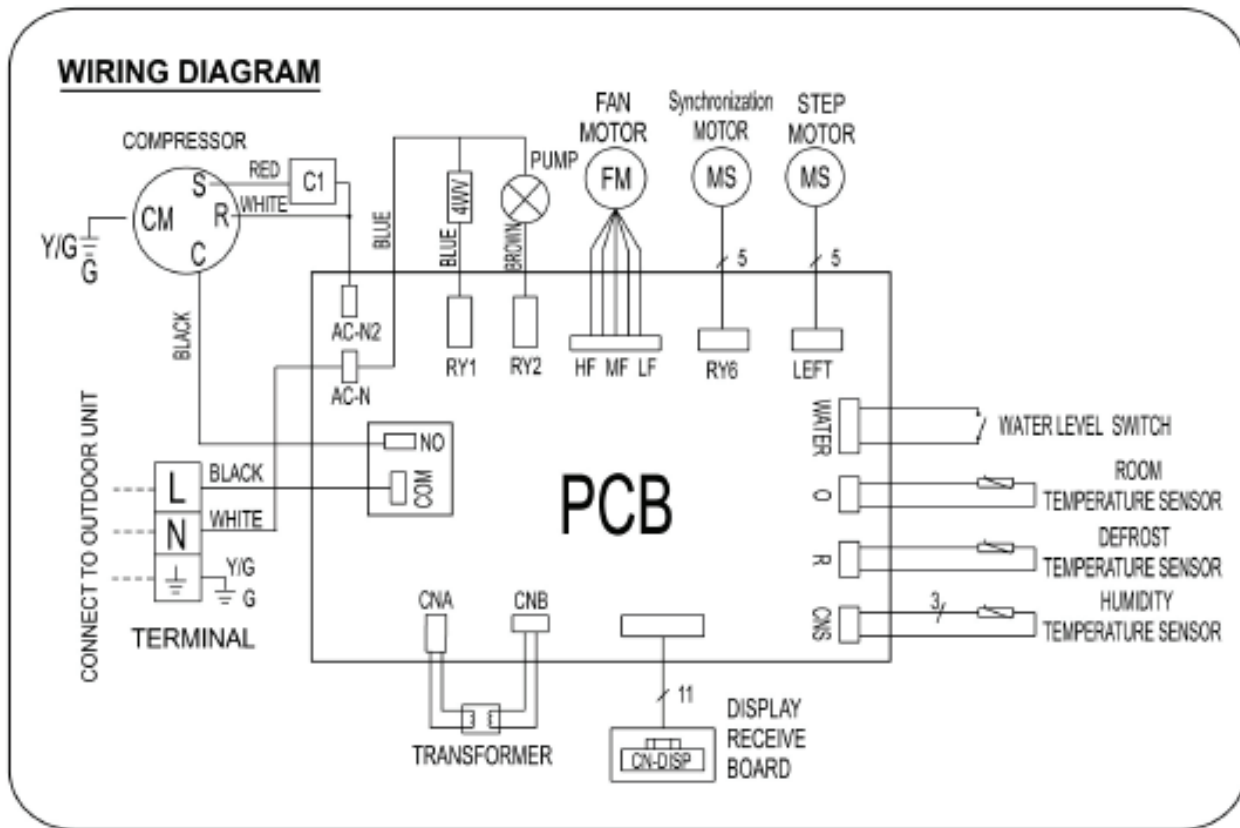 WIRING DIAGRAM
COMPRESSOR
S
RED
C1
CM
R
WHITE
C
Y/G
G
BLACK
BLUE
4WV
BLUE
PUMP
BROWN
FAN
MOTOR
FM
Synchronization
MOTOR
MS
5
STEP
MOTOR
MS
5
AC-N2
AC-N
RY1
RY2
HF MF LF
RY6
LEFT
NO
COM
PCB
WATER
WATER LEVEL SWITCH
O
ROOM
TEMPERATURE SENSOR
R
DEFROST
TEMPERATURE SENSOR
CNS
3
HUMIDITY
TEMPERATURE SENSOR
CONNECT TO OUTDOOR UNIT
L
BLACK
N
WHITE
Y/G
G
TERMINAL
CNA
CNB
TRANSFORMER
11
CN-DISP
DISPLAY
RECEIVE
BOARD